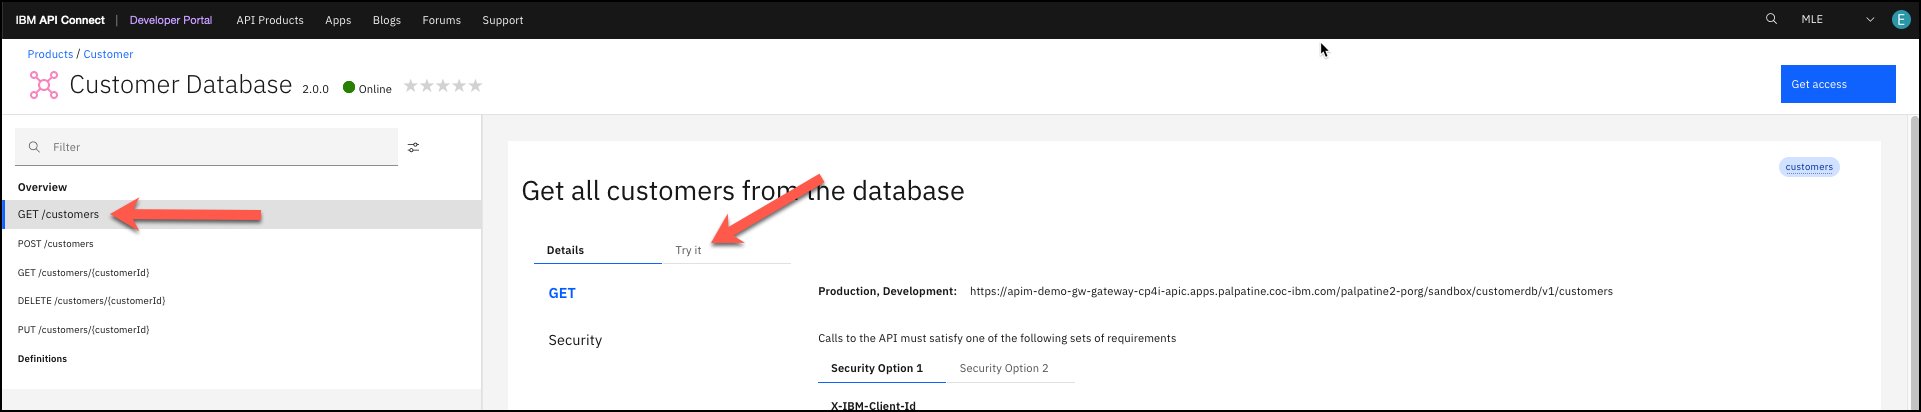 IBM API Connect | Developer Portal API Products Apps Blogs Forums Support MLE E
Products / Customer
Customer Database 2.0.0 Online
Get access
Filter
Overview
GET /customers
POST /customers
GET /customers/{customerId}
DELETE /customers/{customerId}
PUT /customers/{customerId}
Definitions
customers
Get all customers from the database
Details Try it
GET
Production, Development: https://apim-demo-gw-gateway-cp4i-apic.apps.palpatine.coc-ibm.com/palpatine2-porg/sandbox/customerdb/v1/customers
Security
Calls to the API must satisfy one of the following sets of requirements
Security Option 1 Security Option 2
X-IBM-Client-Id